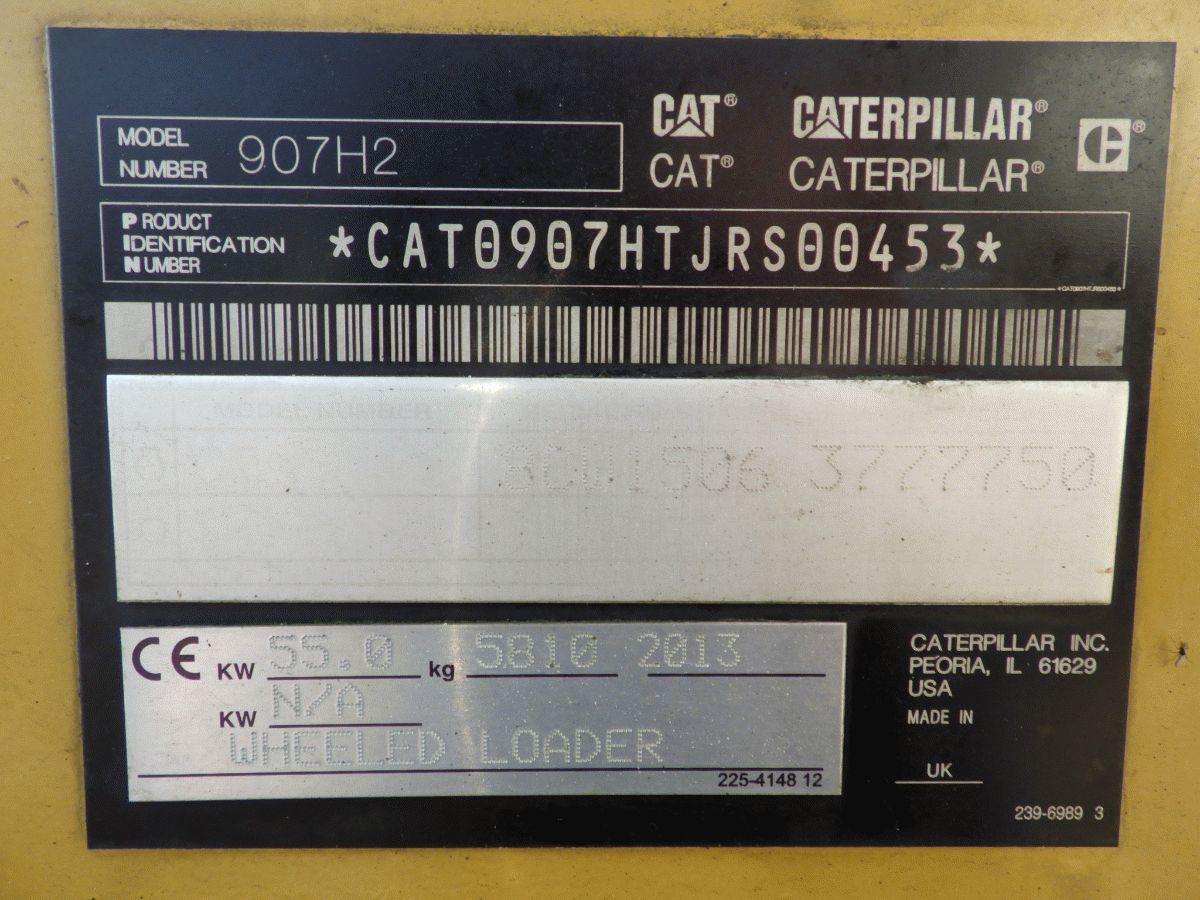 CAT® CATERPILLAR® CE®
MODEL NUMBER 907H2
CAT® CATERPILLAR®
PRODUCT IDENTIFICATION NUMBER *CAT0907HTJRS00453*
*CAT0907HTJRS00453*
MODEL NUMBER
3777750
CE KW 55.0 kg 5810 2013
KW N/A
WHEELED LOADER
225-4148 12
CATERPILLAR INC.
PEORIA, IL 61629
USA
MADE IN
UK
239-6989 3